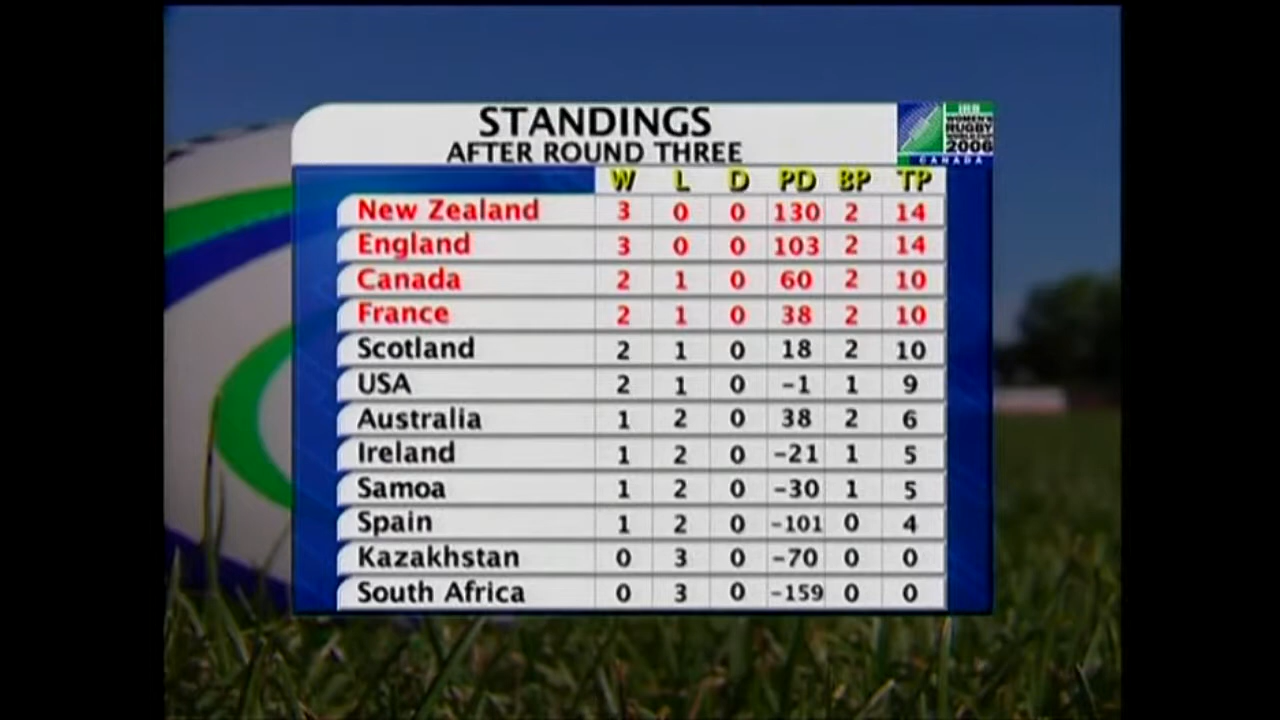 STANDINGS
AFTER ROUND THREE
IRB
WOMEN'S
RUGBY
WORLD CUP
2006
CANADA
W L D PD BP TP
New Zealand 3 0 0 130 2 14
England 3 0 0 103 2 14
Canada 2 1 0 60 2 10
France 2 1 0 38 2 10
Scotland 2 1 0 18 2 10
USA 2 1 0 -1 1 9
Australia 1 2 0 38 2 6
Ireland 1 2 0 -21 1 5
Samoa 1 2 0 -30 1 5
Spain 1 2 0 -101 0 4
Kazakhstan 0 3 0 -70 0 0
South Africa 0 3 0 -159 0 0